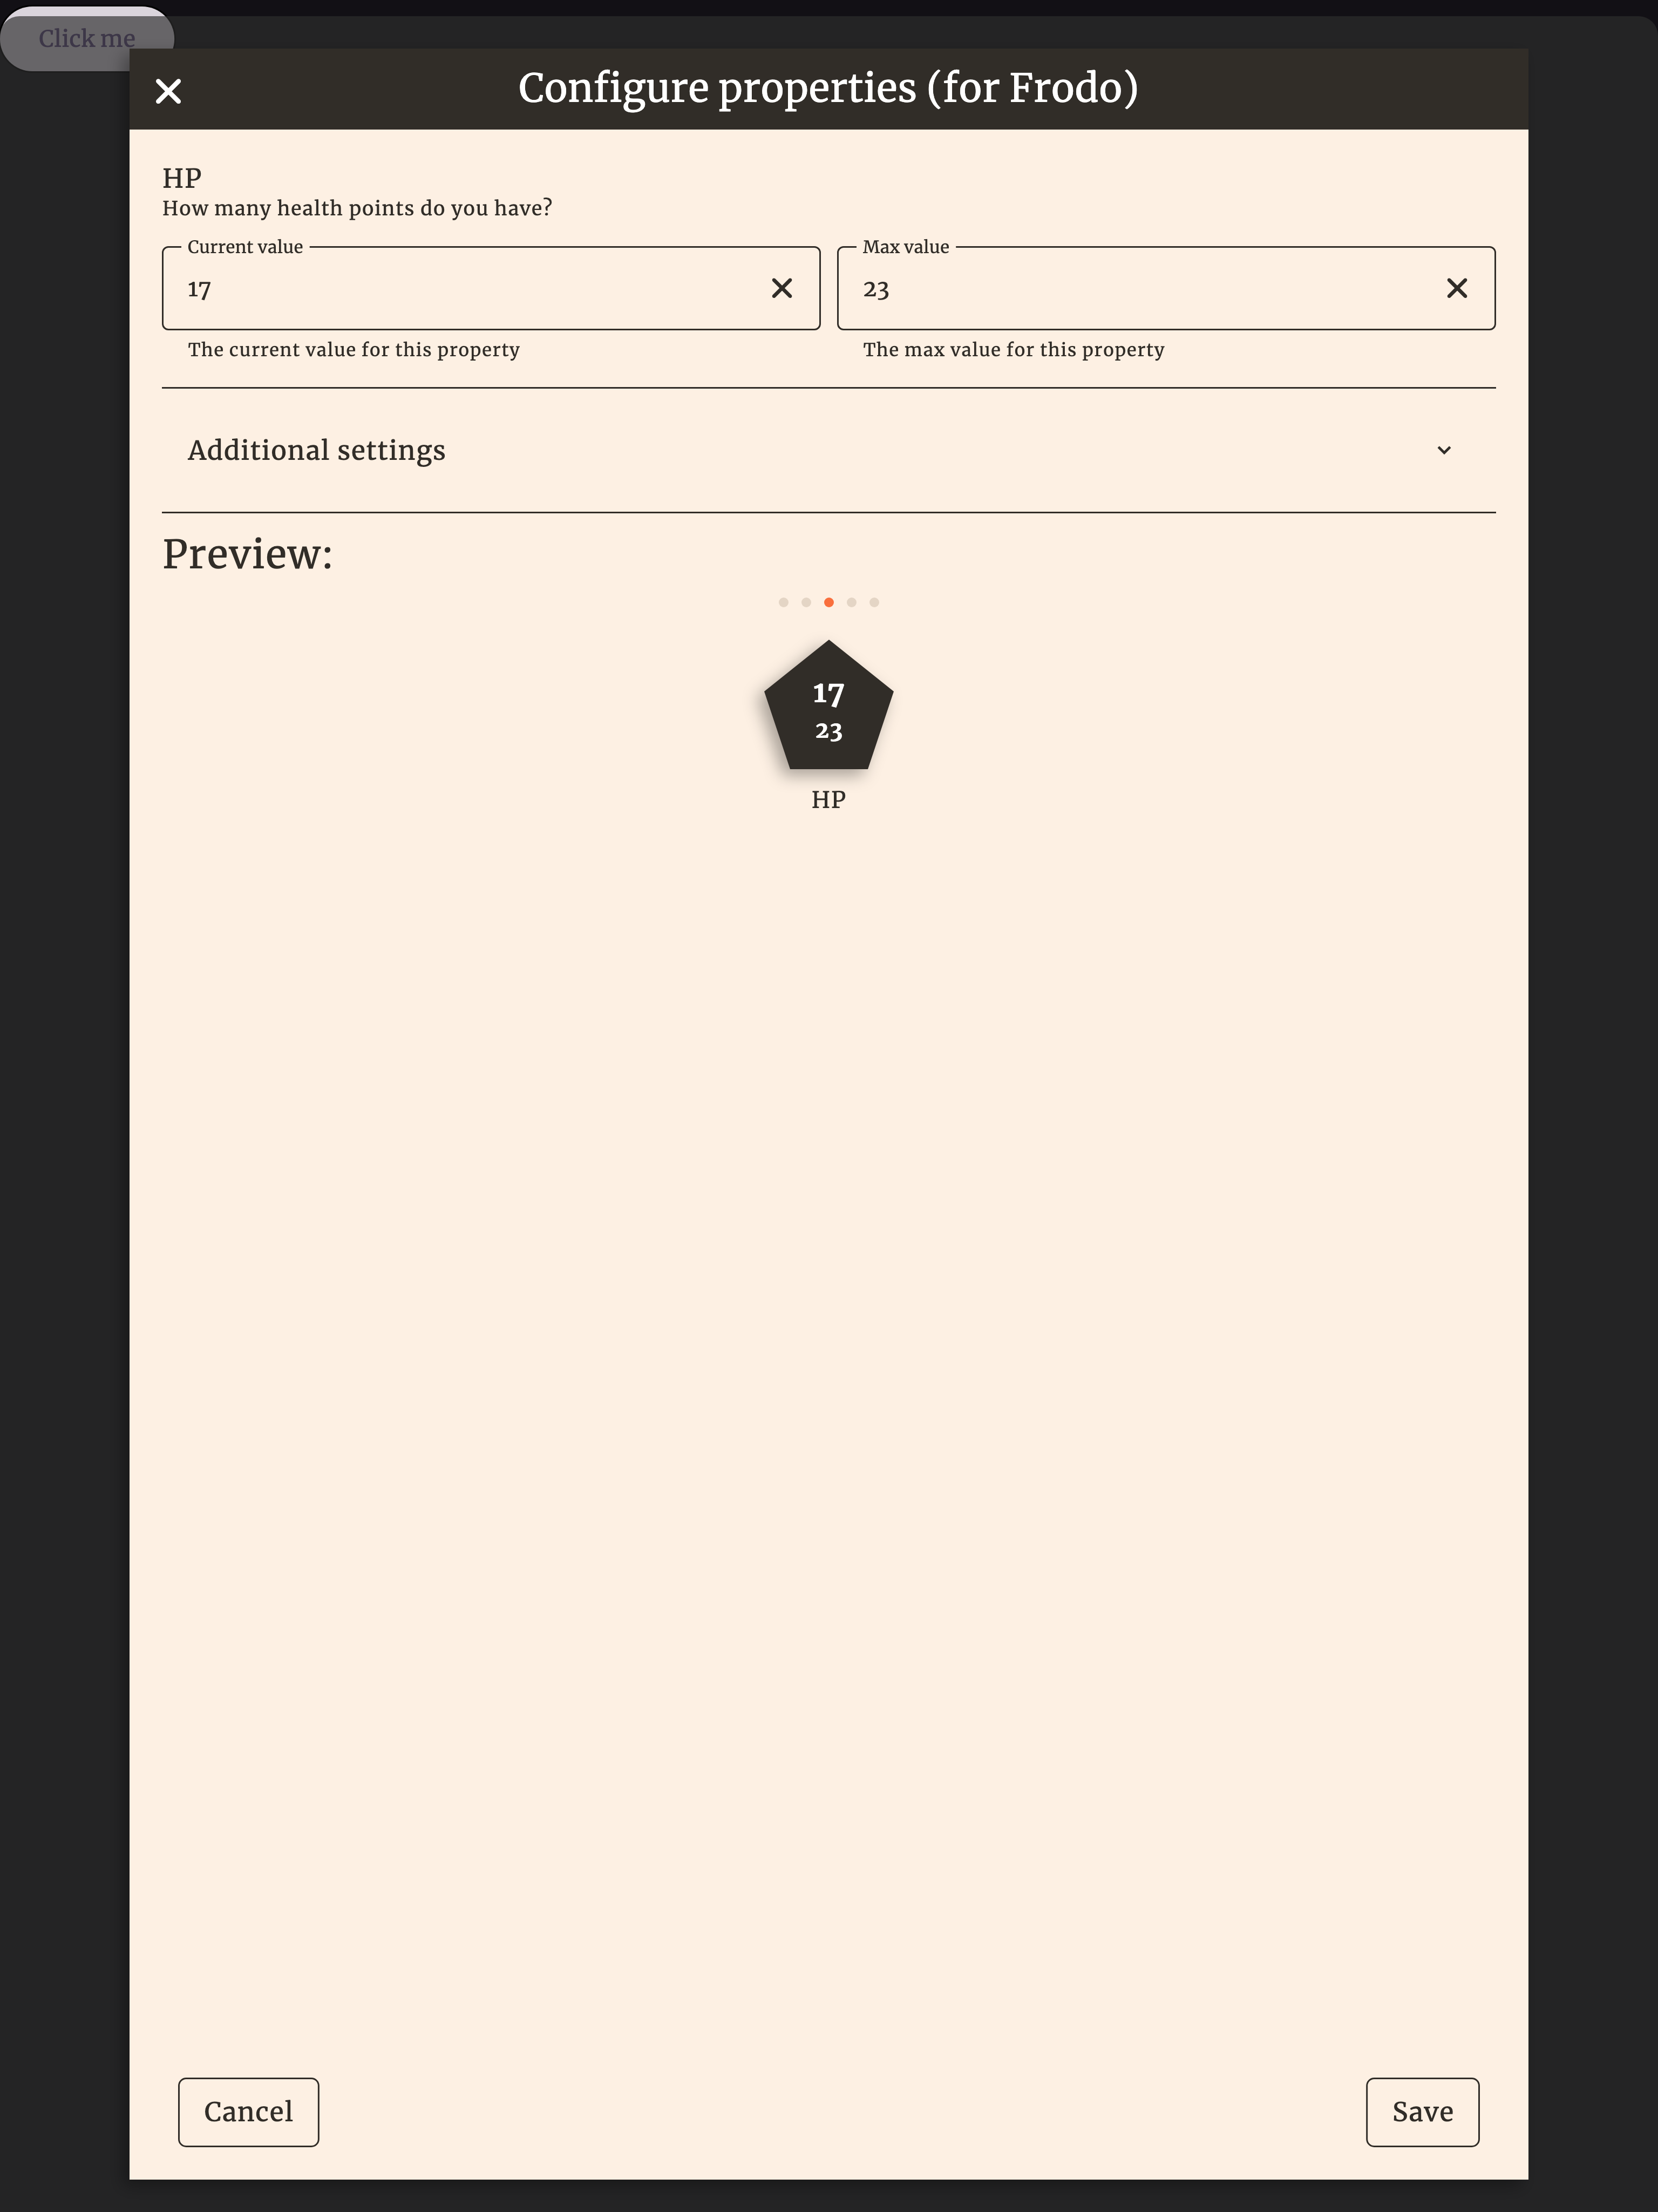 Click me
Configure properties (for Frodo)
HP
How many health points do you have?
Current value
17
The current value for this property
Max value
23
The max value for this property
Additional settings
Preview:
17
23
HP
Cancel
Save